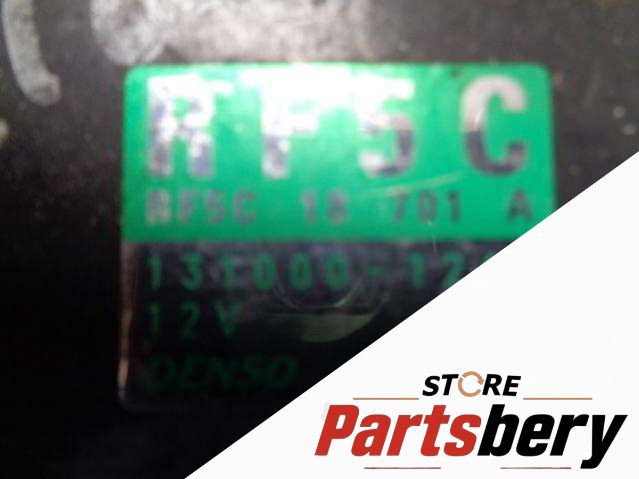 RF5C
RF5C 18 701 A
12V
DENSO
STORE
Partsbery